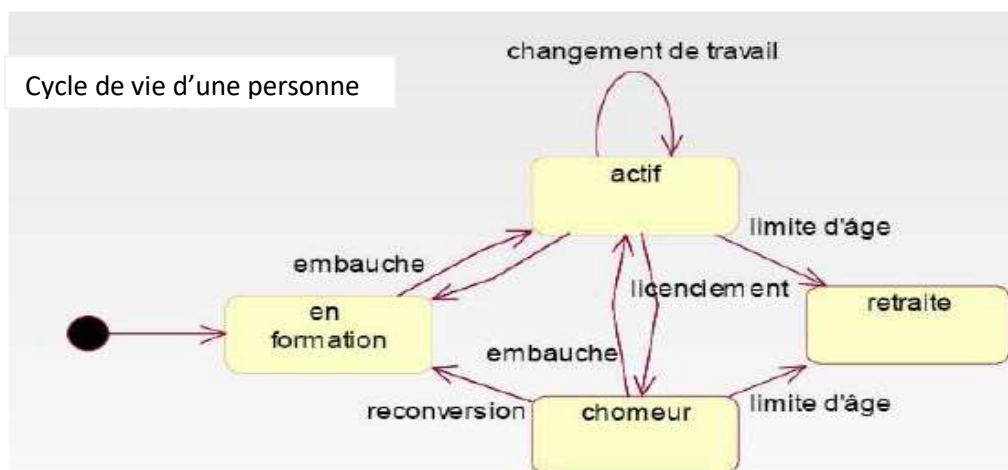 changement de travail
Cycle de vie d’une personne
actif
limite d'âge
embauche
licenciement
en
formation
retraite
embauche
reconversion
chomeur
limite d'âge